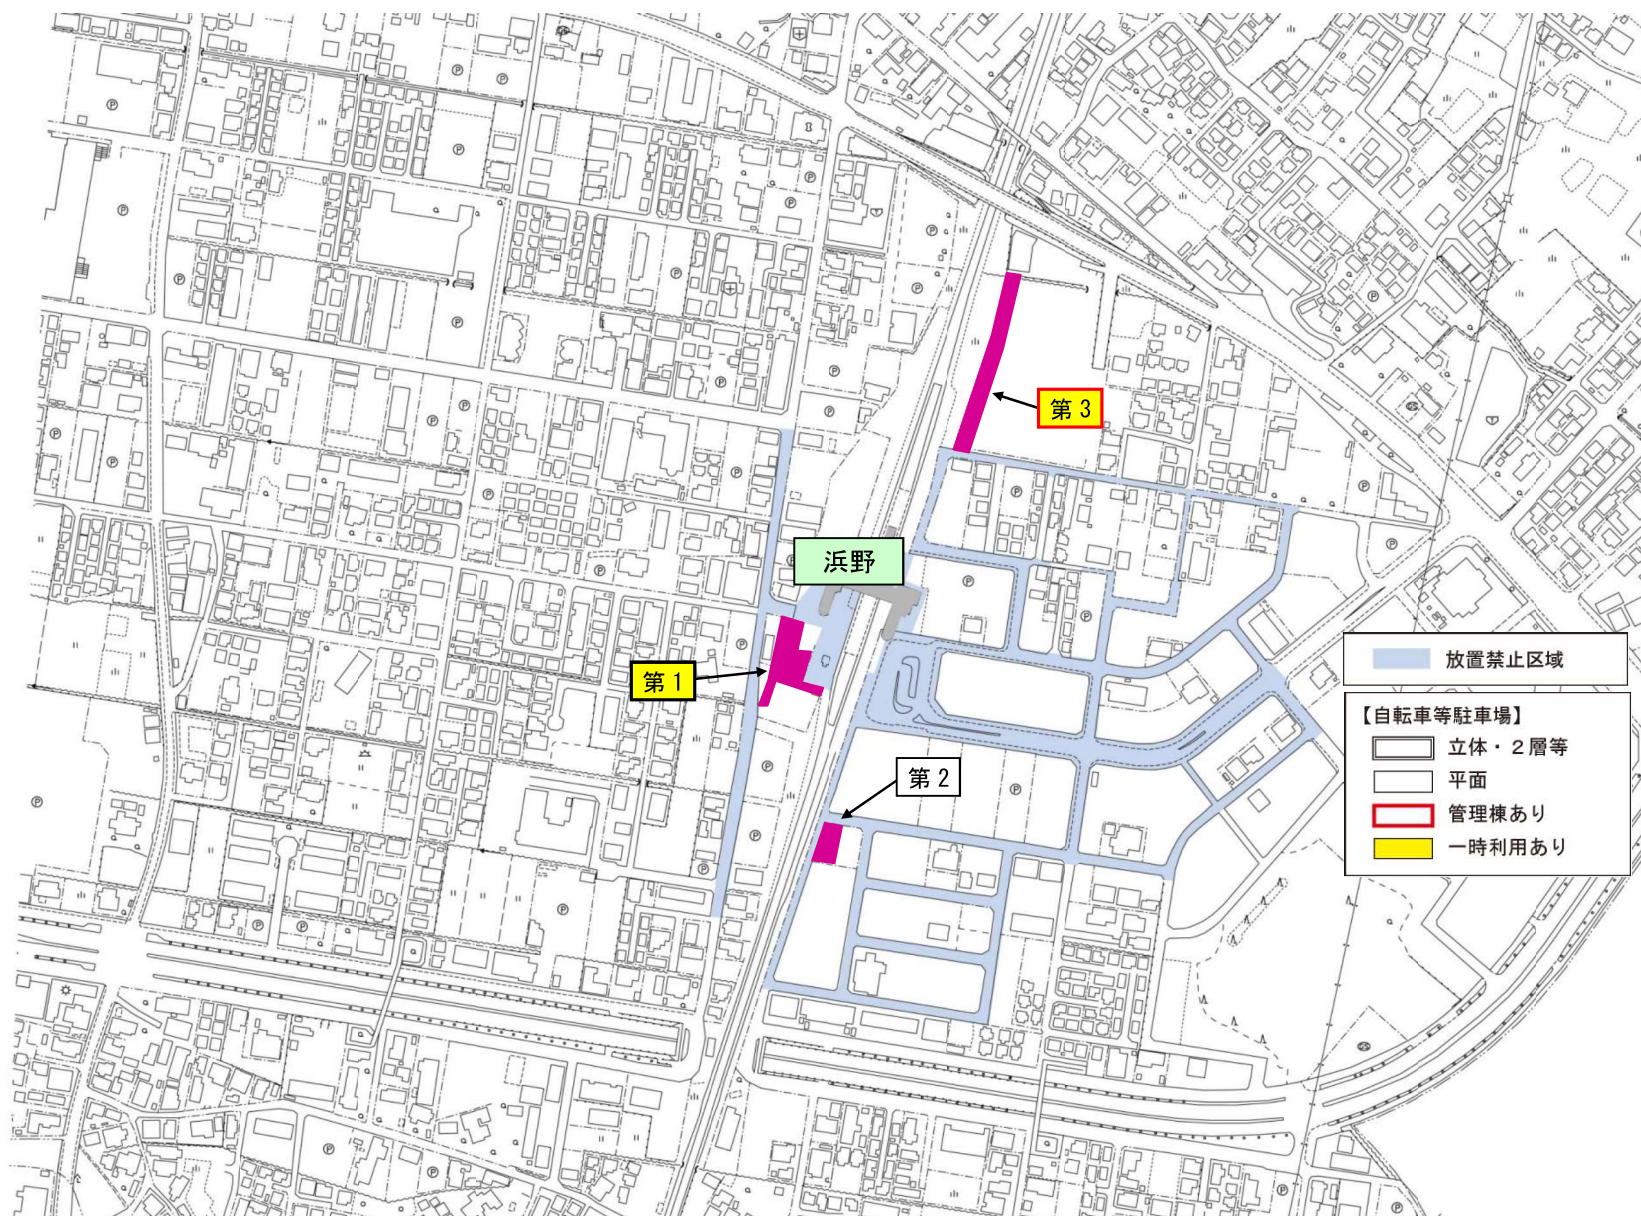 第3
浜野
第1
第2
放置禁止区域
【自転車等駐車場】
立体・2層等
平面
管理棟あり
一時利用あり